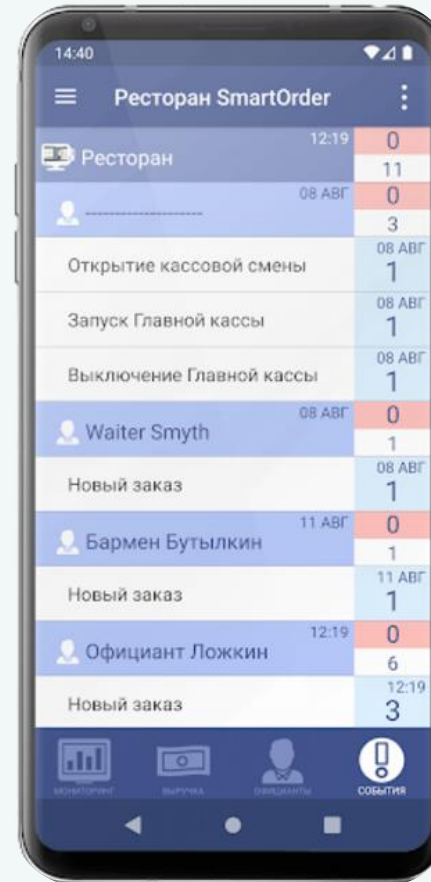 14:40
Ресторан SmartOrder
Ресторан 12:19 0
11
-------------------- 08 АВГ 0
3
Открытие кассовой смены 08 АВГ
1
Запуск Главной кассы 08 АВГ
1
Выключение Главной кассы 08 АВГ
1
Waiter Smyth 08 АВГ 0
1
Новый заказ 08 АВГ
1
Бармен Бутылкин 11 АВГ 0
1
Новый заказ 11 АВГ
1
Официант Ложкин 12:19 0
6
Новый заказ 12:19
3
МОНИТОРИНГ ВЫРУЧКА ОФИЦИАНТЫ СОБЫТИЯ